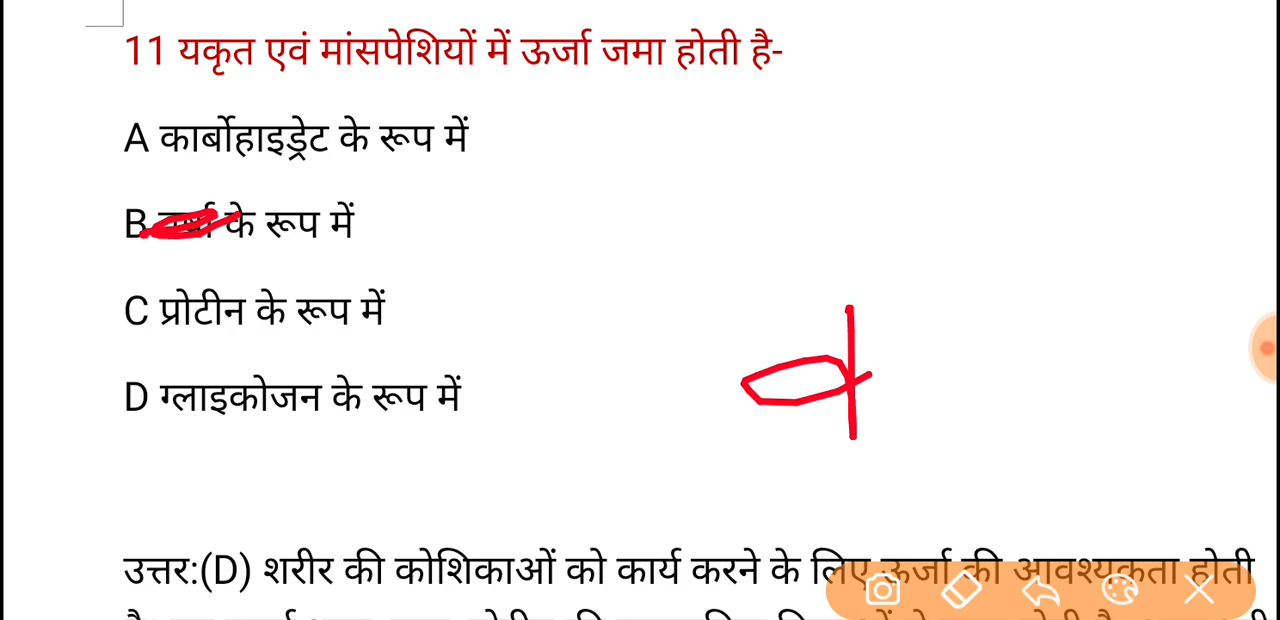 11 यकृत एवं मांसपेशियों में ऊर्जा जमा होती है-
A कार्बोहाइड्रेट के रूप में
B के रूप में
C प्रोटीन के रूप में
D ग्लाइकोजन के रूप में
d
उत्तर:(D) शरीर की कोशिकाओं को कार्य करने के लिए ऊर्जा की आवश्यकता होती